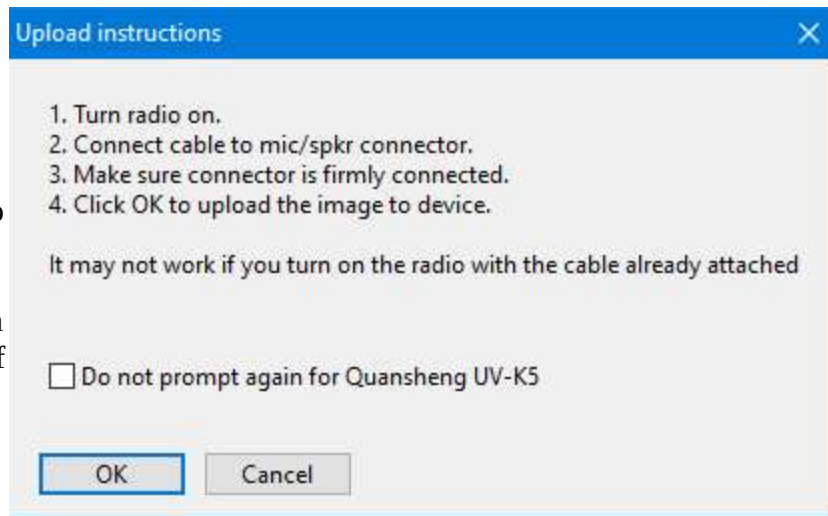 Upload instructions
1. Turn radio on.
2. Connect cable to mic/spkr connector.
3. Make sure connector is firmly connected.
4. Click OK to upload the image to device.
It may not work if you turn on the radio with the cable already attached
Do not prompt again for Quansheng UV-K5
OK
Cancel